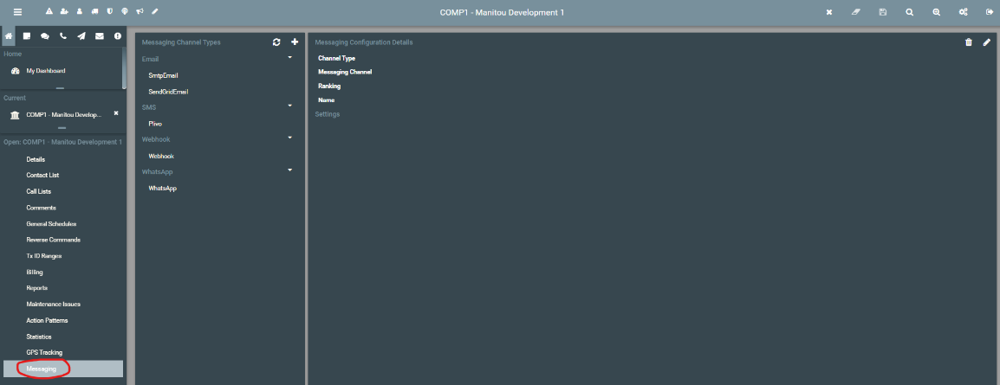 COMP1 - Manitou Development 1
Home
My Dashboard
Current
COMP1 - Manitou Develop...
Open: COMP1 - Manitou Development 1
Details
Contact List
Call Lists
Comments
General Schedules
Reverse Commands
Tx ID Ranges
Billing
Reports
Maintenance Issues
Action Patterns
Statistics
GPS Tracking
Messaging
Messaging Channel Types
Email
SmtpEmail
SendGridEmail
SMS
Plivo
Webhook
Webhook
WhatsApp
WhatsApp
Messaging Configuration Details
Channel Type
Messaging Channel
Ranking
Name
Settings